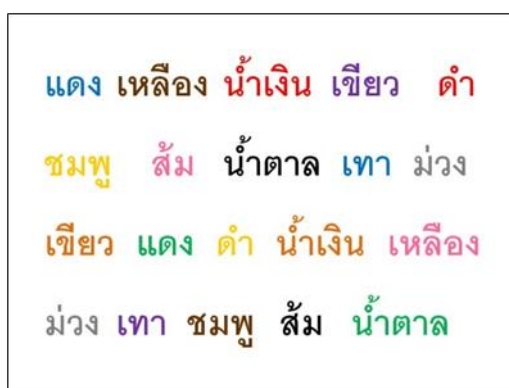 แดง เหลือง น้ำเงิน เขียว ดำ
ชมพู ส้ม น้ำตาล เทา ม่วง
เขียว แดง ดำ น้ำเงิน เหลือง
ม่วง เทา ชมพู ส้ม น้ำตาล